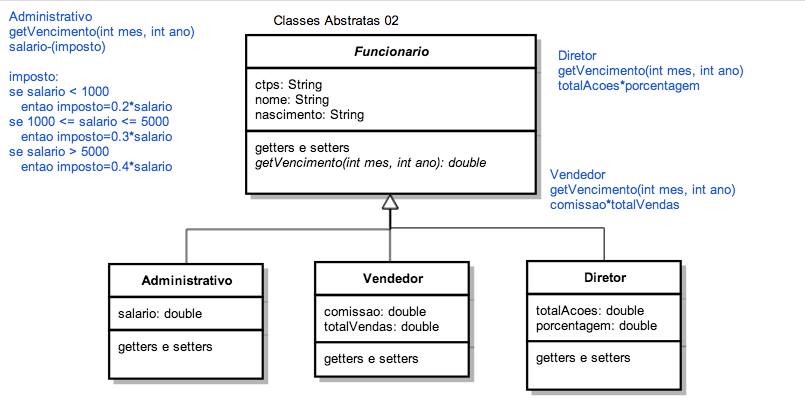 Classes Abstratas 02
Administrativo
getVencimento(int mes, int ano)
salario-(imposto)
imposto:
se salario < 1000
entao imposto=0.2*salario
se 1000 <= salario <= 5000
entao imposto=0.3*salario
se salario > 5000
entao imposto=0.4*salario
Funcionario
ctps: String
nome: String
nascimento: String
getters e setters
getVencimento(int mes, int ano): double
Diretor
getVencimento(int mes, int ano)
totalAcoes*porcentagem
Vendedor
getVencimento(int mes, int ano)
comissao*totalVendas
Administrativo
salario: double
getters e setters
Vendedor
comissao: double
totalVendas: double
getters e setters
Diretor
totalAcoes: double
porcentagem: double
getters e setters